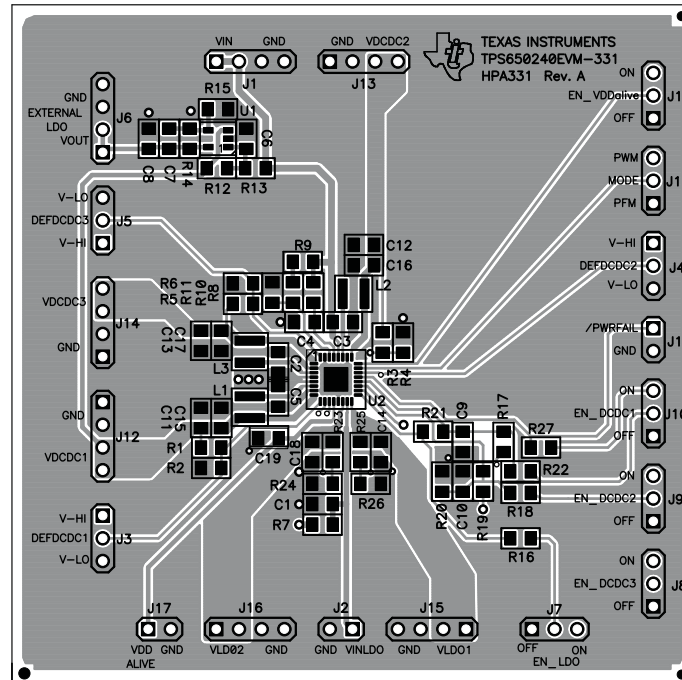 TEXAS INSTRUMENTS
TPS650240EVM-331
HPA331 Rev. A
VIN GND
J1
GND VDCDC2
J13
ON
EN_VDDalive
OFF
J1
GND
EXTERNAL
LDO
VOUT
J6
R15
U1
C6
C8
C7
R14
R12
R13
PWM
MODE
PFM
J1
V-LO
DEFDCDC3
V-HI
J5
V-HI
DEFDCDC2
V-LO
J4
C12
C16
R9
L2
R6
R5
R11
R10
R8
C4
C3
VDCDC3
GND
J14
C13
C17
L3
C2
R3
R4
/PWRFAIL
GND
J1
U2
L1
C5
GND
VDCDC1
J12
C11
C15
R1
R2
C19
C18
R23
R25
C14
R21
C9
R17
R27
ON
EN_DCDC1
OFF
J10
R24
C1
R7
R26
R20
C10
R19
R22
R18
R16
ON
EN_DCDC2
OFF
J9
V-HI
DEFDCDC1
V-LO
J3
ON
EN_DCDC3
OFF
J8
J17
VDD GND
ALIVE
J16
VLDO2 GND
J2
GND VINLDO
J15
GND VLDO1
J7
OFF ON
EN_LDO